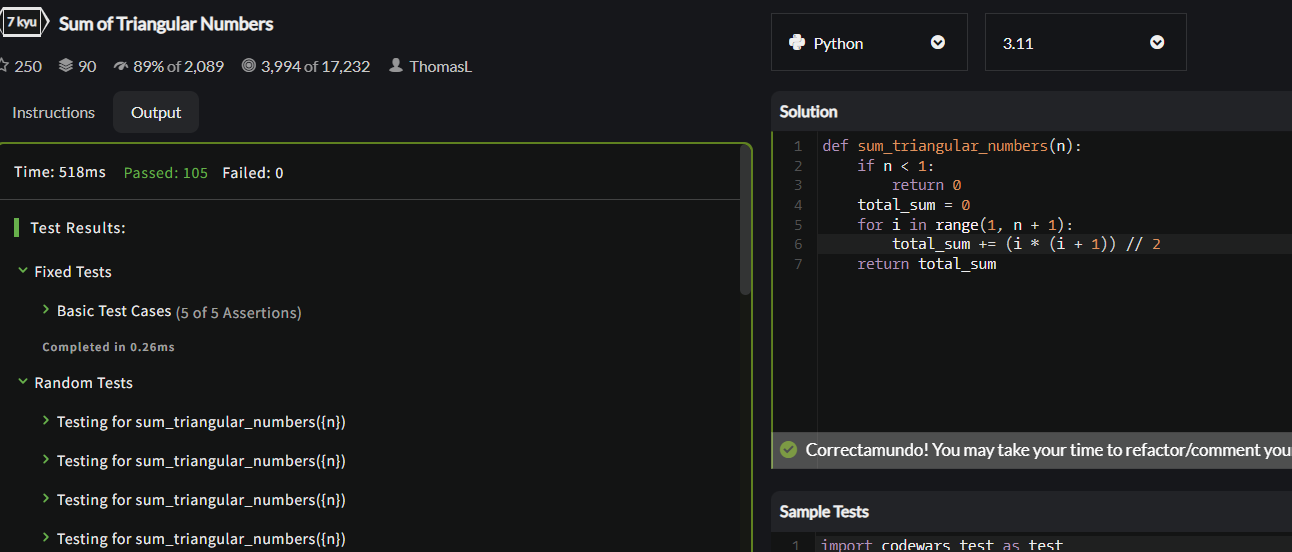 7 kyu Sum of Triangular Numbers
250 90 89% of 2,089 3,994 of 17,232 ThomasL
Instructions Output
Time: 518ms Passed: 105 Failed: 0
Test Results:
Fixed Tests
Basic Test Cases (5 of 5 Assertions)
Completed in 0.26ms
Random Tests
Testing for sum_triangular_numbers({n})
Testing for sum_triangular_numbers({n})
Testing for sum_triangular_numbers({n})
Testing for sum_triangular_numbers({n})
Python 3.11
Solution
1 def sum_triangular_numbers(n):
2     if n < 1:
3         return 0
4     total_sum = 0
5     for i in range(1, n + 1):
6         total_sum += (i * (i + 1)) // 2
7     return total_sum
Correctamundo! You may take your time to refactor/comment you
Sample Tests
1 import codewars_test as test